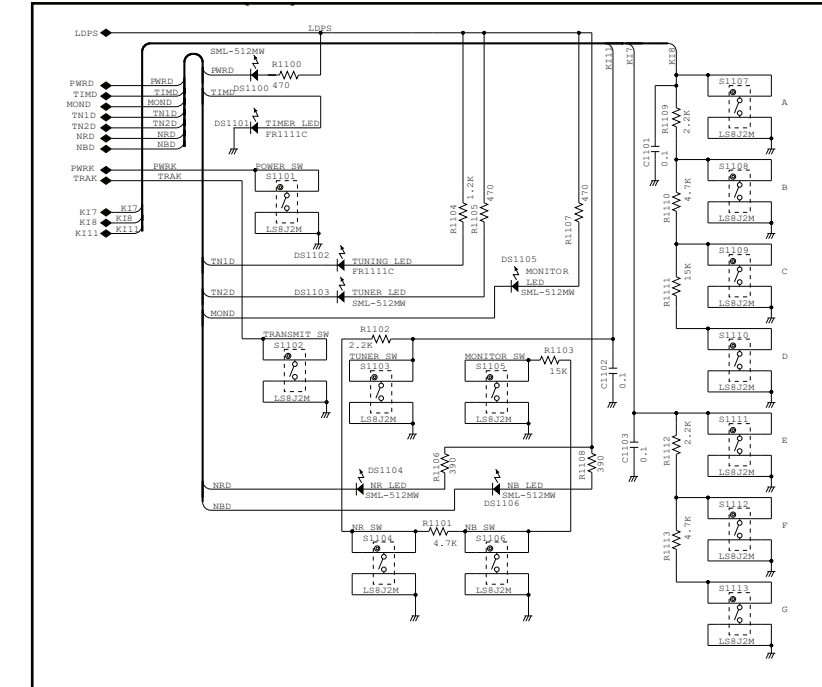 LDPS
LDPS
SML-512MW
KI11
KI7
KI8
PWRD
R1100
S1107
DS1100
470
PWRD
PWRD
TIMD
TIMD
TIMD
MOND
MOND
TN1D
TN1D
TN2D
TN2D
NRD
NRD
NBD
NBD
DS1101
TIMER LED
FR1111C
R1109
2.2K
LS8J2M
A
C1101
0.1
PWRK
PWRK
TRAK
TRAK
POWER SW
S1101
LS8J2M
S1108
R1110
4.7K
LS8J2M
B
KI7
KI7
KI8
KI8
KI11
KI11
R1104
1.2K
R1105
470
R1107
470
DS1102
TN1D
TUNING LED
FR1111C
DS1105
MONITOR
LED
SML-512MW
S1109
R1111
15K
LS8J2M
C
TN2D
DS1103
TUNER LED
SML-512MW
MOND
TRANSMIT SW
S1102
LS8J2M
R1102
2.2K
TUNER SW
S1103
LS8J2M
MONITOR SW
S1105
LS8J2M
R1103
15K
C1102
0.1
S1110
LS8J2M
D
S1111
R1112
2.2K
LS8J2M
E
C1103
0.1
R1106
390
R1108
390
DS1104
NRD
NR LED
SML-512MW
NBD
NB LED
SML-512MW
DS1106
S1112
R1113
4.7K
LS8J2M
F
NR SW
S1104
LS8J2M
R1101
4.7K
NB SW
S1106
LS8J2M
S1113
LS8J2M
G